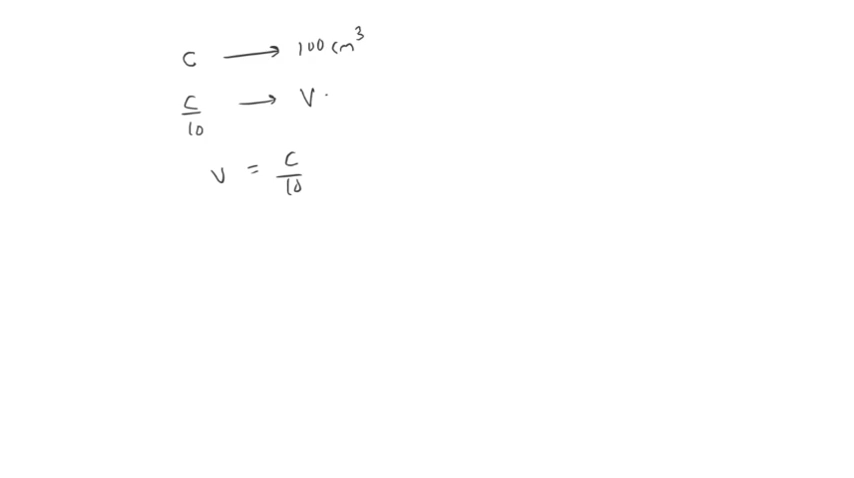 C → 100 cm³
C/10 → V
V = C/10